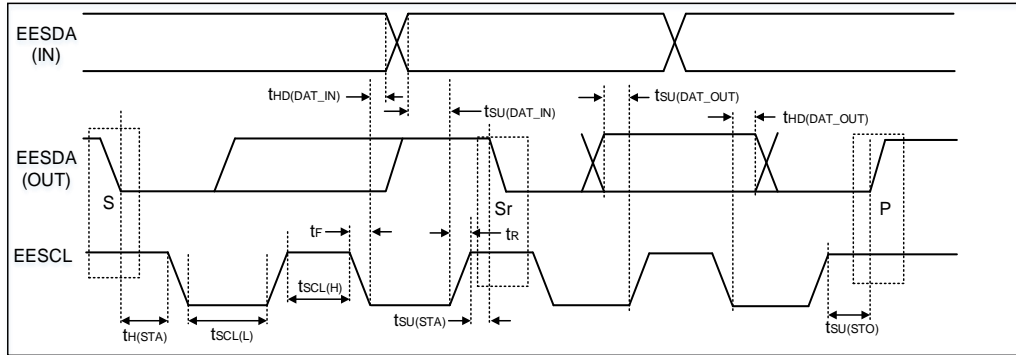 EESDA
(IN)
tHD(DAT_IN)
tSU(DAT_IN)
tSU(DAT_OUT)
tHD(DAT_OUT)
EESDA
(OUT)
S
Sr
P
tF
tR
EESCL
tSCL(H)
tH(STA)
tSCL(L)
tSU(STA)
tSU(STO)